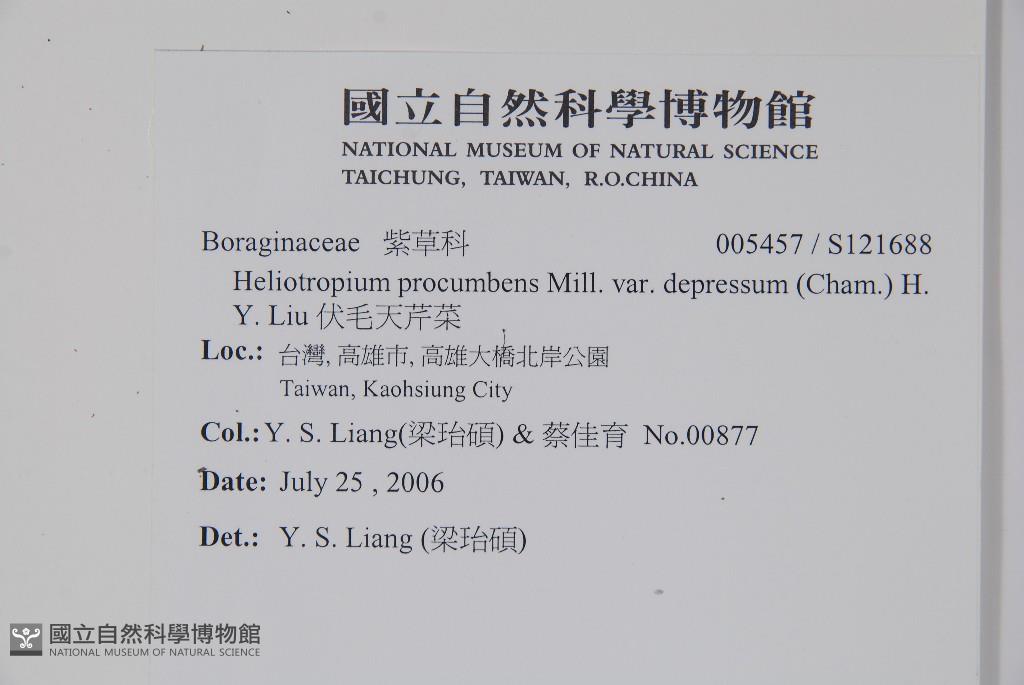 國立自然科學博物館
NATIONAL MUSEUM OF NATURAL SCIENCE
TAICHUNG, TAIWAN, R.O.CHINA
Boraginaceae 紫草科 005457 / S121688
Heliotropium procumbens Mill. var. depressum (Cham.) H.
Y. Liu 伏毛天芹菜
Loc.: 台灣, 高雄市, 高雄大橋北岸公園
Taiwan, Kaohsiung City
Col.: Y. S. Liang(梁珆碩) & 蔡佳育 No.00877
Date: July 25 , 2006
Det.: Y. S. Liang (梁珆碩)
國立自然科學博物館
NATIONAL MUSEUM OF NATURAL SCIENCE